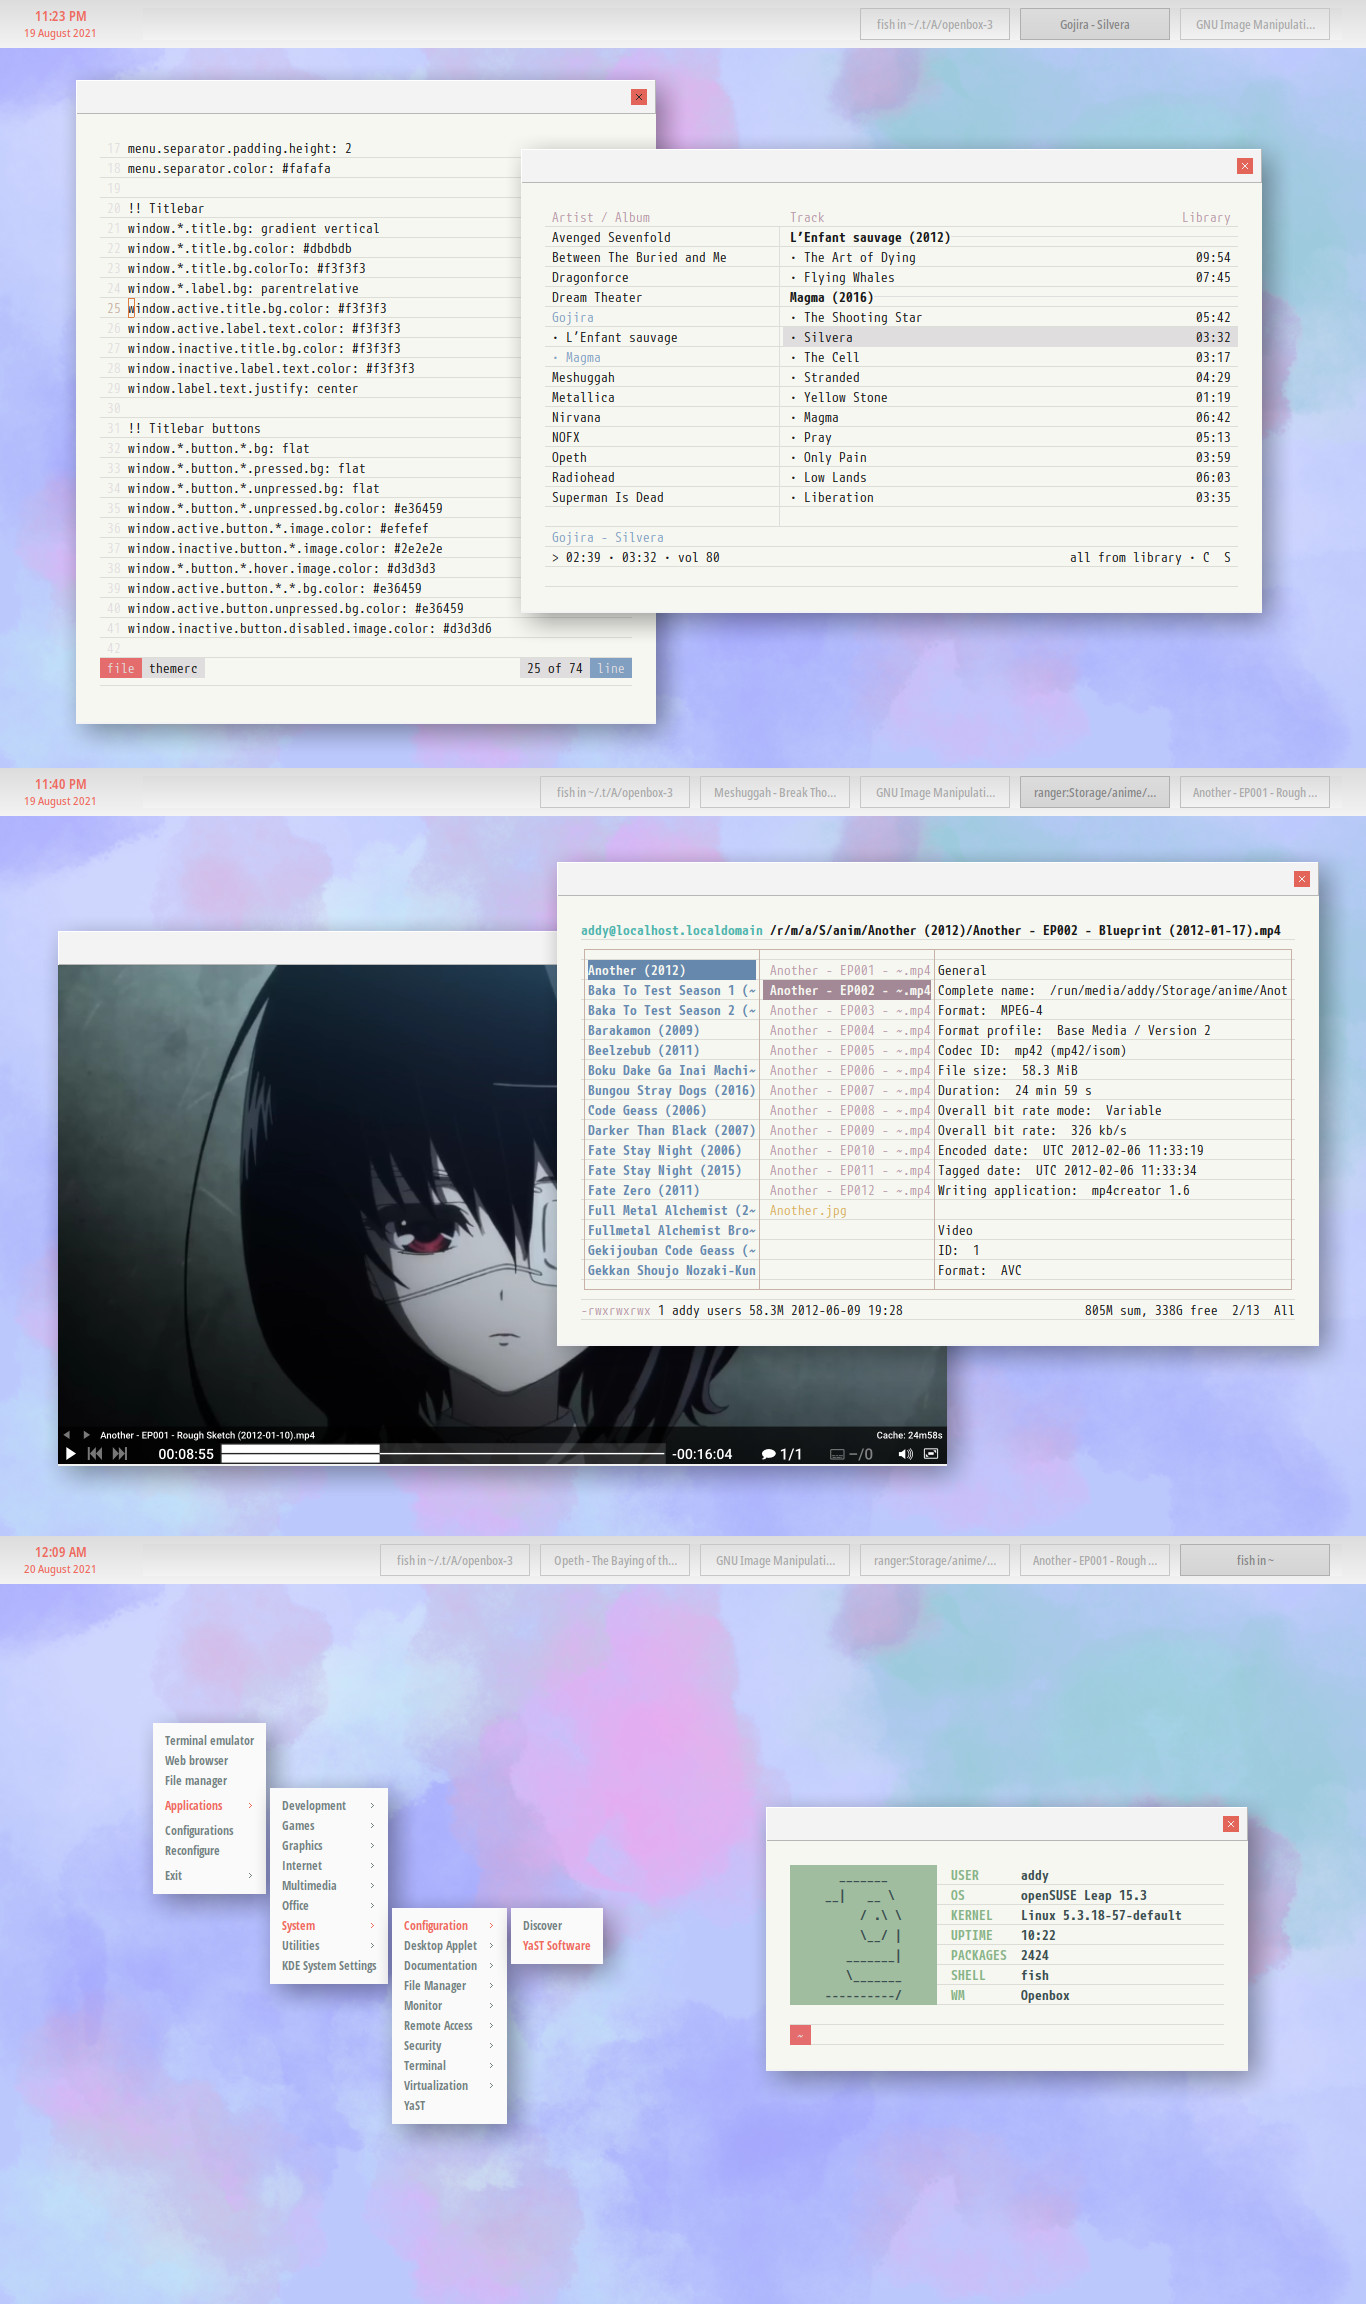 11:23 PM
19 August 2021
fish in ~/.t/A/openbox-3
Gojira - Silvera
GNU Image Manipulati...
17 menu.separator.padding.height: 2
18 menu.separator.color: #fafafa
19
20 !! Titlebar
21 window.*.title.bg: gradient vertical
22 window.*.title.bg.color: #dbdbdb
23 window.*.title.bg.colorTo: #f3f3f3
24 window.*.label.bg: parentrelative
25 window.active.title.bg.color: #f3f3f3
26 window.active.label.text.color: #f3f3f3
27 window.inactive.title.bg.color: #f3f3f3
28 window.inactive.label.text.color: #f3f3f3
29 window.label.text.justify: center
30
31 !! Titlebar buttons
32 window.*.button.*.bg: flat
33 window.*.button.*.pressed.bg: flat
34 window.*.button.*.unpressed.bg: flat
35 window.*.button.*.unpressed.bg.color: #e36459
36 window.active.button.*.image.color: #efefef
37 window.inactive.button.*.image.color: #2e2e2e
38 window.*.button.*.hover.image.color: #d3d3d3
39 window.active.button.*.*.bg.color: #e36459
40 window.active.button.unpressed.bg.color: #e36459
41 window.inactive.button.disabled.image.color: #d3d3d6
42
file themerc 25 of 74 line
Artist / Album Track Library
Avenged Sevenfold L'Enfant sauvage (2012)
Between The Buried and Me · The Art of Dying 09:54
Dragonforce · Flying Whales 07:45
Dream Theater Magma (2016)
Gojira · The Shooting Star 05:42
· L'Enfant sauvage · Silvera 03:32
· Magma · The Cell 03:17
Meshuggah · Stranded 04:29
Metallica · Yellow Stone 01:19
Nirvana · Magma 06:42
NOFX · Pray 05:13
Opeth · Only Pain 03:59
Radiohead · Low Lands 06:03
Superman Is Dead · Liberation 03:35
Gojira - Silvera
> 02:39 · 03:32 · vol 80 all from library · C S
11:40 PM
19 August 2021
fish in ~/.t/A/openbox-3
Meshuggah - Break Tho...
GNU Image Manipulati...
ranger:Storage/anime/...
Another - EP001 - Rough ...
addy@localhost.localdomain /r/m/a/S/anim/Another (2012)/Another - EP002 - Blueprint (2012-01-17).mp4
Another (2012) Another - EP001 - ~.mp4 General
Baka To Test Season 1 (~ Another - EP002 - ~.mp4 Complete name: /run/media/addy/Storage/anime/Anot
Baka To Test Season 2 (~ Another - EP003 - ~.mp4 Format: MPEG-4
Barakamon (2009) Another - EP004 - ~.mp4 Format profile: Base Media / Version 2
Beelzebub (2011) Another - EP005 - ~.mp4 Codec ID: mp42 (mp42/isom)
Boku Dake Ga Inai Machi~ Another - EP006 - ~.mp4 File size: 58.3 MiB
Bungou Stray Dogs (2016) Another - EP007 - ~.mp4 Duration: 24 min 59 s
Code Geass (2006) Another - EP008 - ~.mp4 Overall bit rate mode: Variable
Darker Than Black (2007) Another - EP009 - ~.mp4 Overall bit rate: 326 kb/s
Fate Stay Night (2006) Another - EP010 - ~.mp4 Encoded date: UTC 2012-02-06 11:33:19
Fate Stay Night (2015) Another - EP011 - ~.mp4 Tagged date: UTC 2012-02-06 11:33:34
Fate Zero (2011) Another - EP012 - ~.mp4 Writing application: mp4creator 1.6
Full Metal Alchemist (2~ Another.jpg
Fullmetal Alchemist Bro~ Video
Gekijouban Code Geass (~ ID: 1
Gekkan Shoujo Nozaki-Kun Format: AVC
-rwxrwxrwx 1 addy users 58.3M 2012-06-09 19:28 805M sum, 338G free 2/13 All
Another - EP001 - Rough Sketch (2012-01-10).mp4 Cache: 24m58s
00:08:55 -00:16:04 1/1 −/0
12:09 AM
20 August 2021
fish in ~/.t/A/openbox-3
Opeth - The Baying of th...
GNU Image Manipulati...
ranger:Storage/anime/...
Another - EP001 - Rough ...
fish in ~
Terminal emulator
Web browser
File manager
Applications
Configurations
Reconfigure
Exit
Development
Games
Graphics
Internet
Multimedia
Office
System
Utilities
KDE System Settings
Configuration
Desktop Applet
Documentation
File Manager
Monitor
Remote Access
Security
Terminal
Virtualization
YaST
Discover
YaST Software
USER addy
OS openSUSE Leap 15.3
KERNEL Linux 5.3.18-57-default
UPTIME 10:22
PACKAGES 2424
SHELL fish
WM Openbox
~